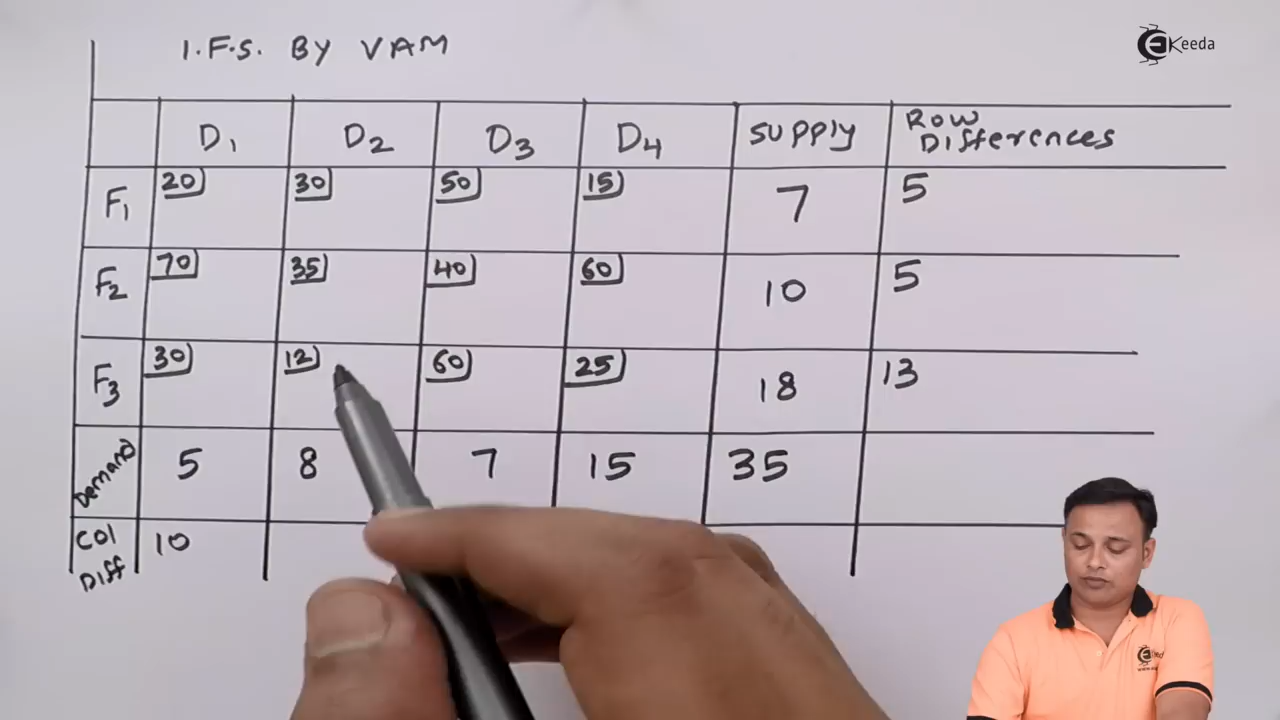 I.F.S. BY VAM
EKeeda
D1 D2 D3 D4 SUPPLY Row Differences
F1 20 30 50 15 7 5
F2 70 35 40 60 10 5
F3 30 12 60 25 18 13
Demand 5 8 7 15 35
Col Diff 10